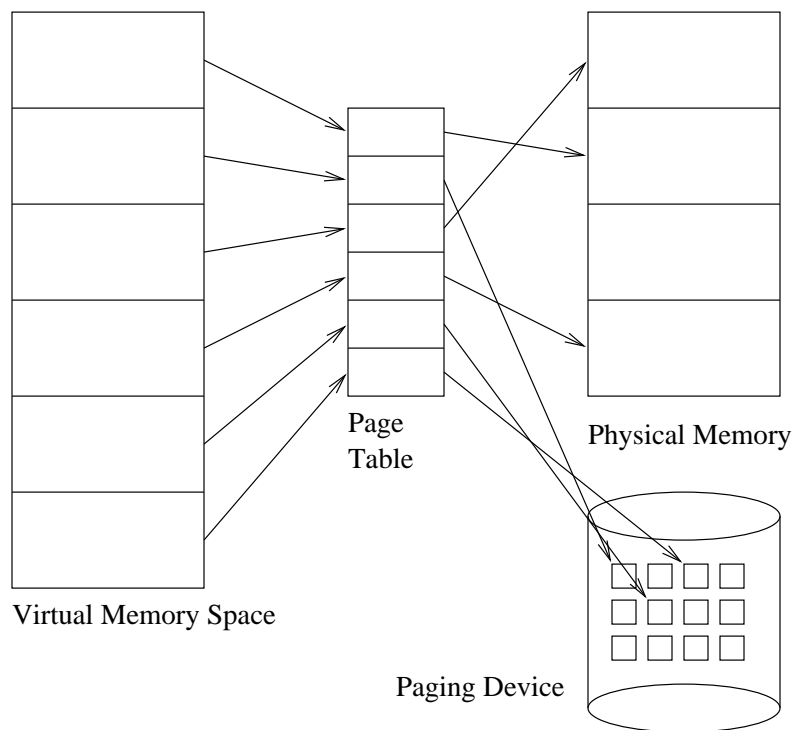 Page
Table
Physical Memory
Virtual Memory Space
Paging Device